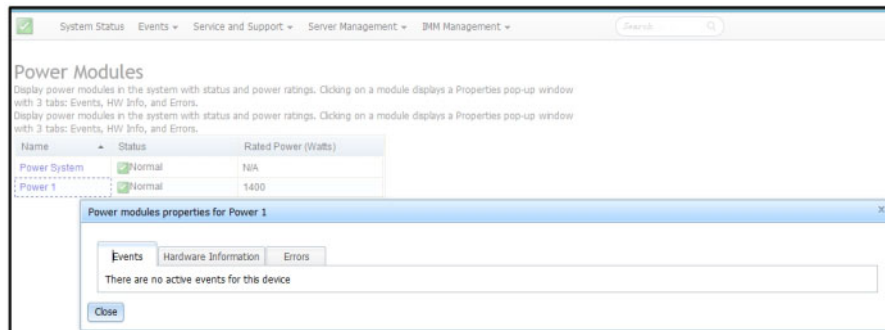 System Status Events Service and Support Server Management IMM Management Search
Power Modules
Display power modules in the system with status and power ratings. Clicking on a module displays a Properties pop-up window
with 3 tabs: Events, HW Info, and Errors.
Display power modules in the system with status and power ratings. Clicking on a module displays a Properties pop-up window
with 3 tabs: Events, HW Info, and Errors.
Name Status Rated Power (Watts)
Power System Normal N/A
Power 1 Normal 1400
Power modules properties for Power 1
Events Hardware Information Errors
There are no active events for this device
Close